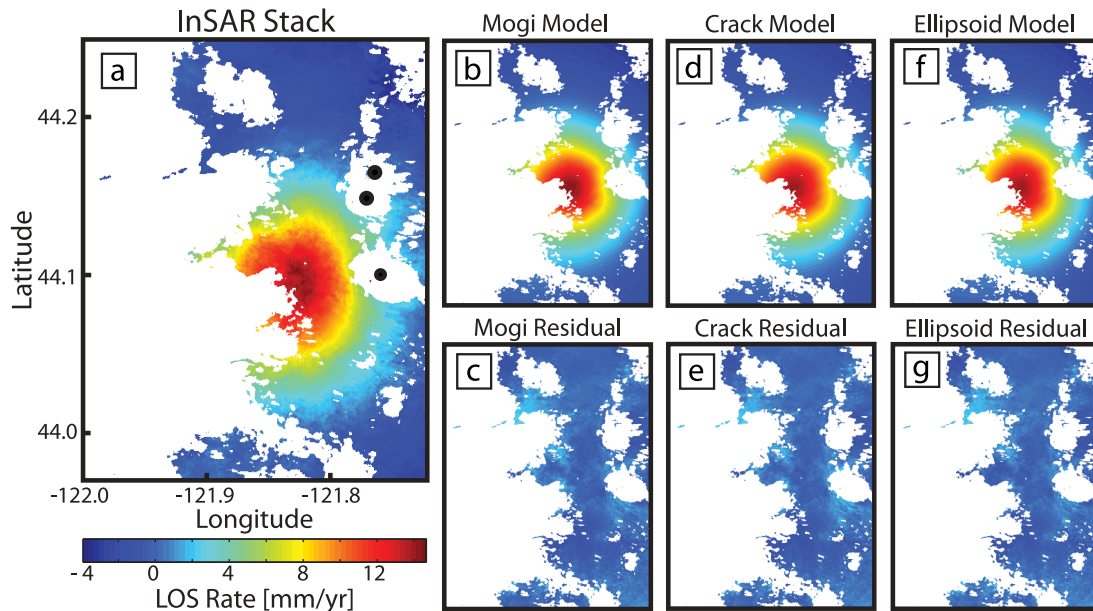 InSAR Stack
Mogi Model
Crack Model
Ellipsoid Model
a
b
d
f
44.2
44.1
44.0
Latitude
-122.0
-121.9
-121.8
Longitude
Mogi Residual
Crack Residual
Ellipsoid Residual
c
e
g
- 4
0
4
8
12
LOS Rate [mm/yr]